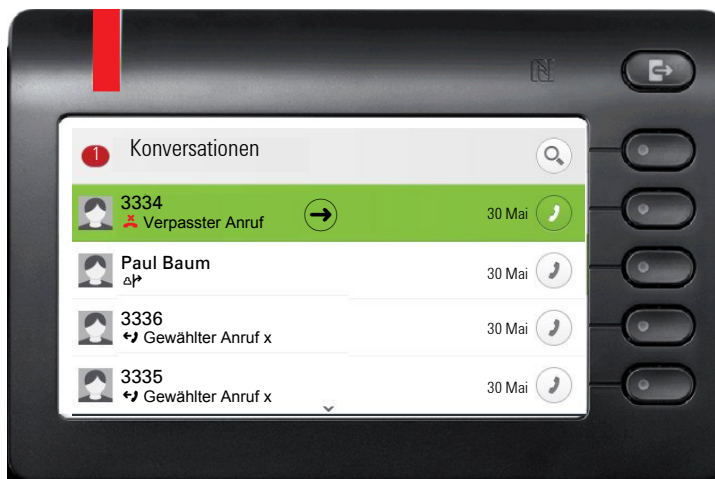 1 Konversationen
3334
Verpasster Anruf
30 Mai
Paul Baum
30 Mai
3336
Gewählter Anruf x
30 Mai
3335
Gewählter Anruf x
30 Mai